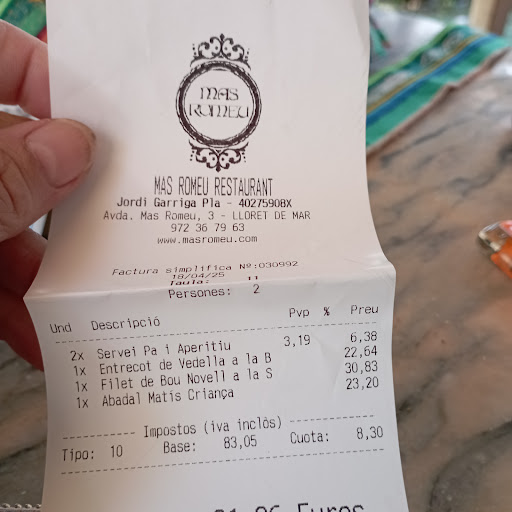 MAS
ROMEU
MAS ROMEU RESTAURANT
Jordi Garriga Pla - 40275908X
Avda. Mas Romeu, 3 - LLORET DE MAR
972 36 79 63
www.masromeu.com
Factura simplifica Nº:030992
18/04/25
Taula: 11
Persones: 2
Und Descripció Pvp % Preu
2x Servei Pa i Aperitiu 3,19 6,38
1x Entrecot de Vedella a la B 22,64
1x Filet de Bou Novell a la S 30,83
1x Abadal Matis Criança 23,20
Impostos (iva inclòs)
Tipo: 10 Base: 83,05 Cuota: 8,30
Euros